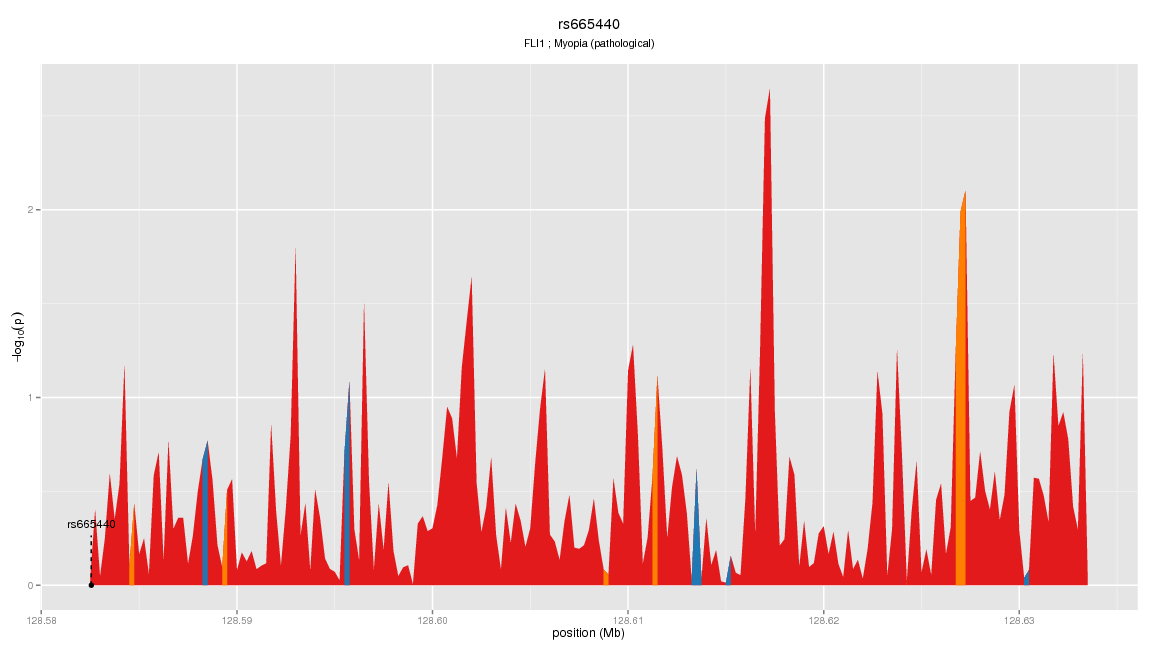 rs665440
FLI1 ; Myopia (pathological)
2
1
0
−log10(p)
rs665440
128.58 128.59 128.60 128.61 128.62 128.63
position (Mb)